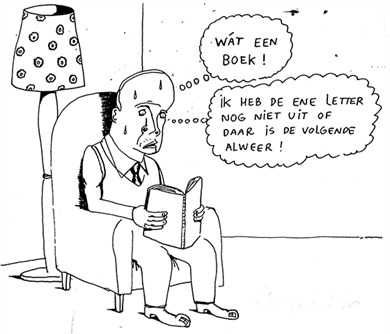 WÁT EEN
BOEK!
IK HEB DE ENE LETTER
NOG NIET UIT OF
DAAR IS DE VOLGENDE
ALWEER!